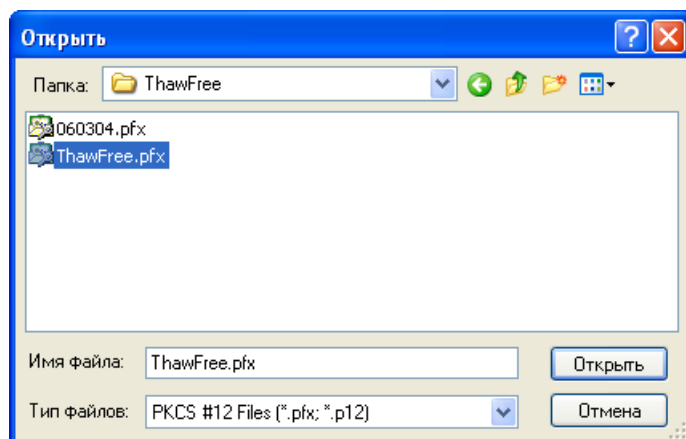 Открыть
Папка: ThawFree
060304.pfx
ThawFree.pfx
Имя файла: ThawFree.pfx Открыть
Тип файлов: PKCS #12 Files (*.pfx; *.p12) Отмена